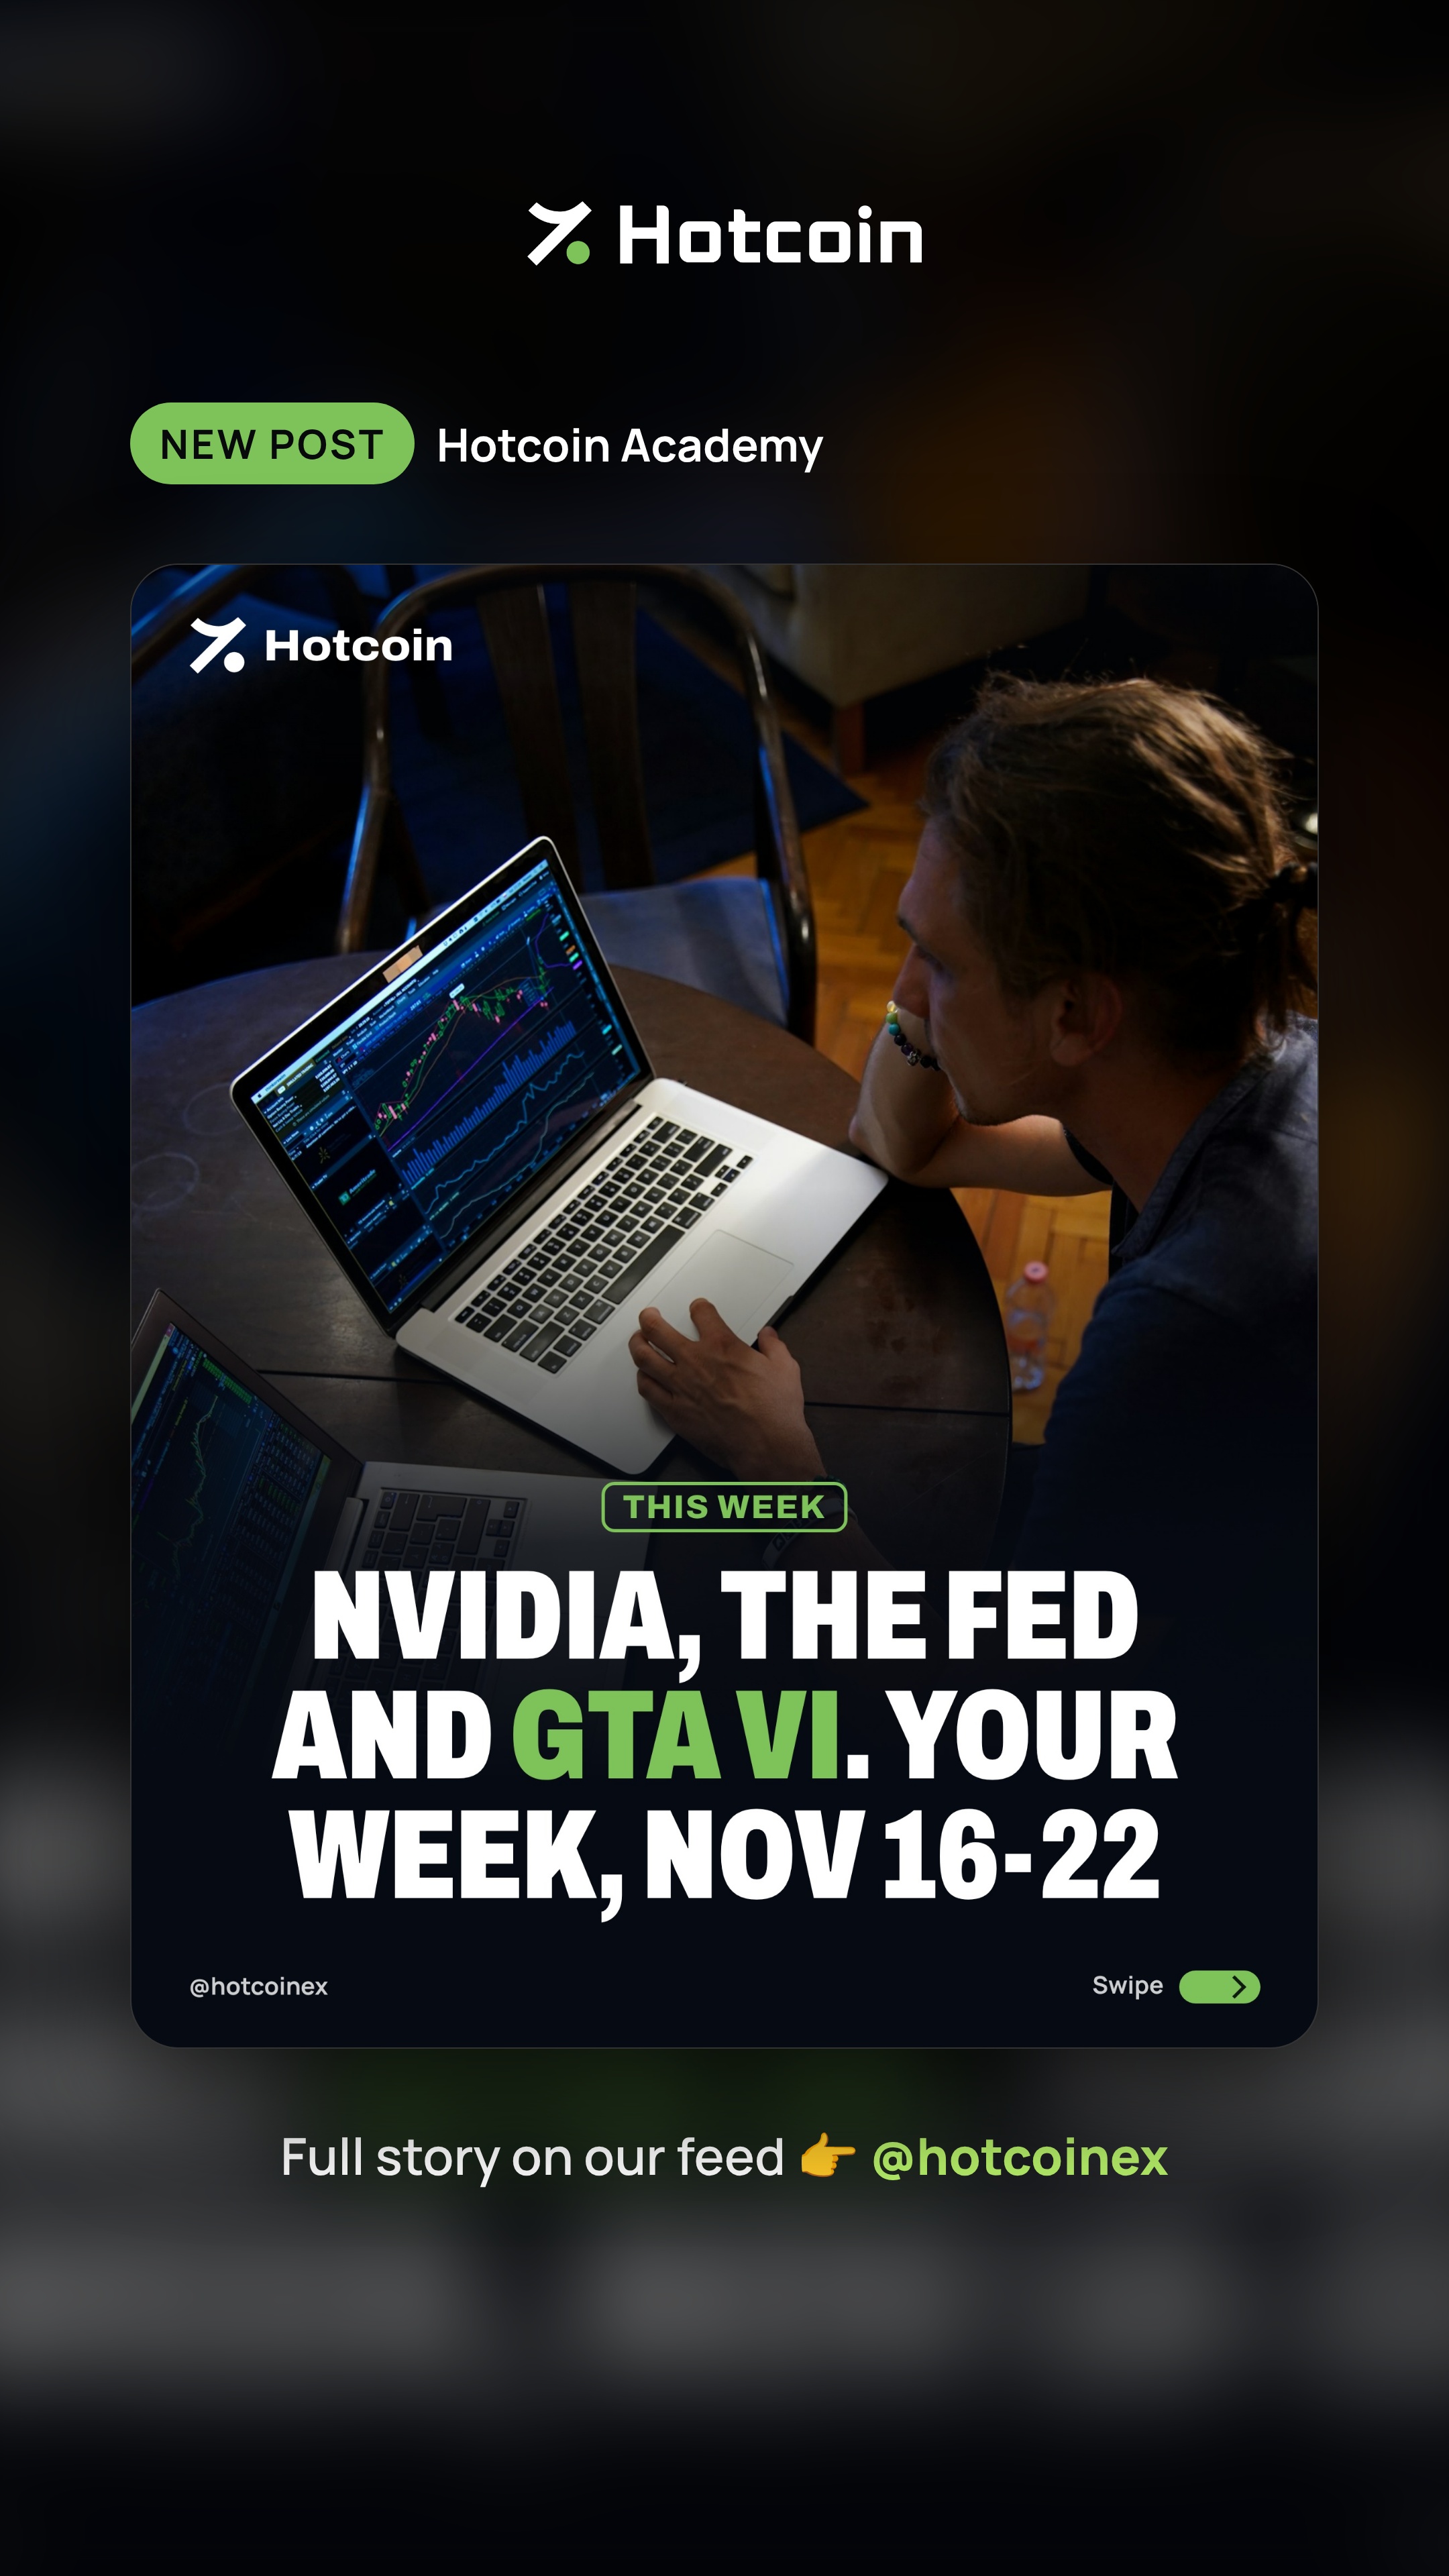 Hotcoin
NEW POST
Hotcoin Academy
Hotcoin
THIS WEEK
NVIDIA, THE FED
AND GTA VI. YOUR
WEEK, NOV 16-22
@hotcoinex
Swipe
Full story on our feed 👉 @hotcoinex